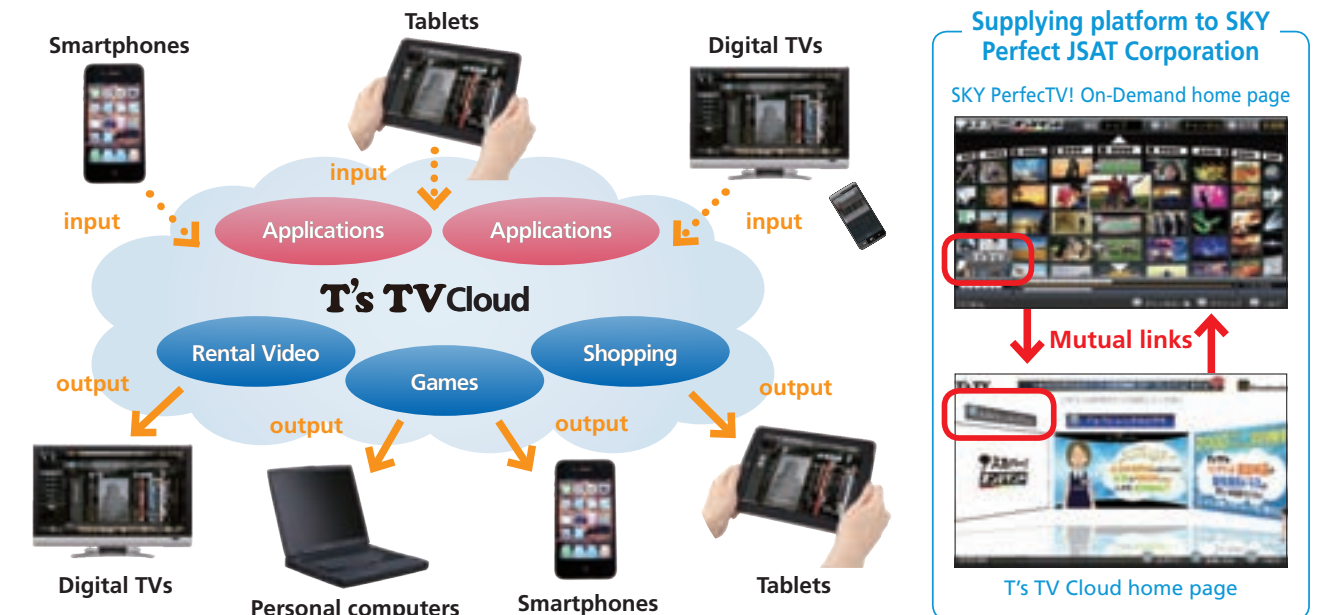 Smartphones
Tablets
Digital TVs
input
input
input
Applications
Applications
T's TV Cloud
Rental Video
Games
Shopping
output
output
output
output
Digital TVs
Personal computers
Smartphones
Tablets
Supplying platform to SKY
Perfect JSAT Corporation
SKY PerfecTV! On-Demand home page
Mutual links
T's TV Cloud home page